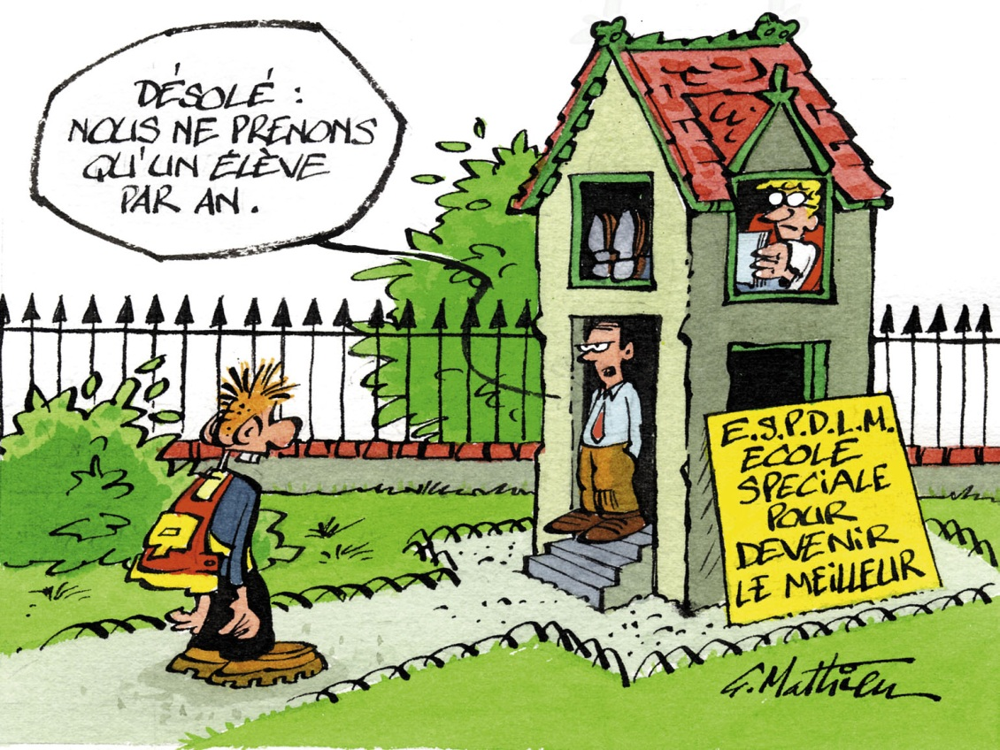 DÉSOLÉ :
NOUS NE PRENONS
QU'UN ÉLÈVE
PAR AN.
E.S.P.D.L.M.
ECOLE
SPECIALE
POUR
DEVENIR
LE MEILLEUR
G. Mathieu